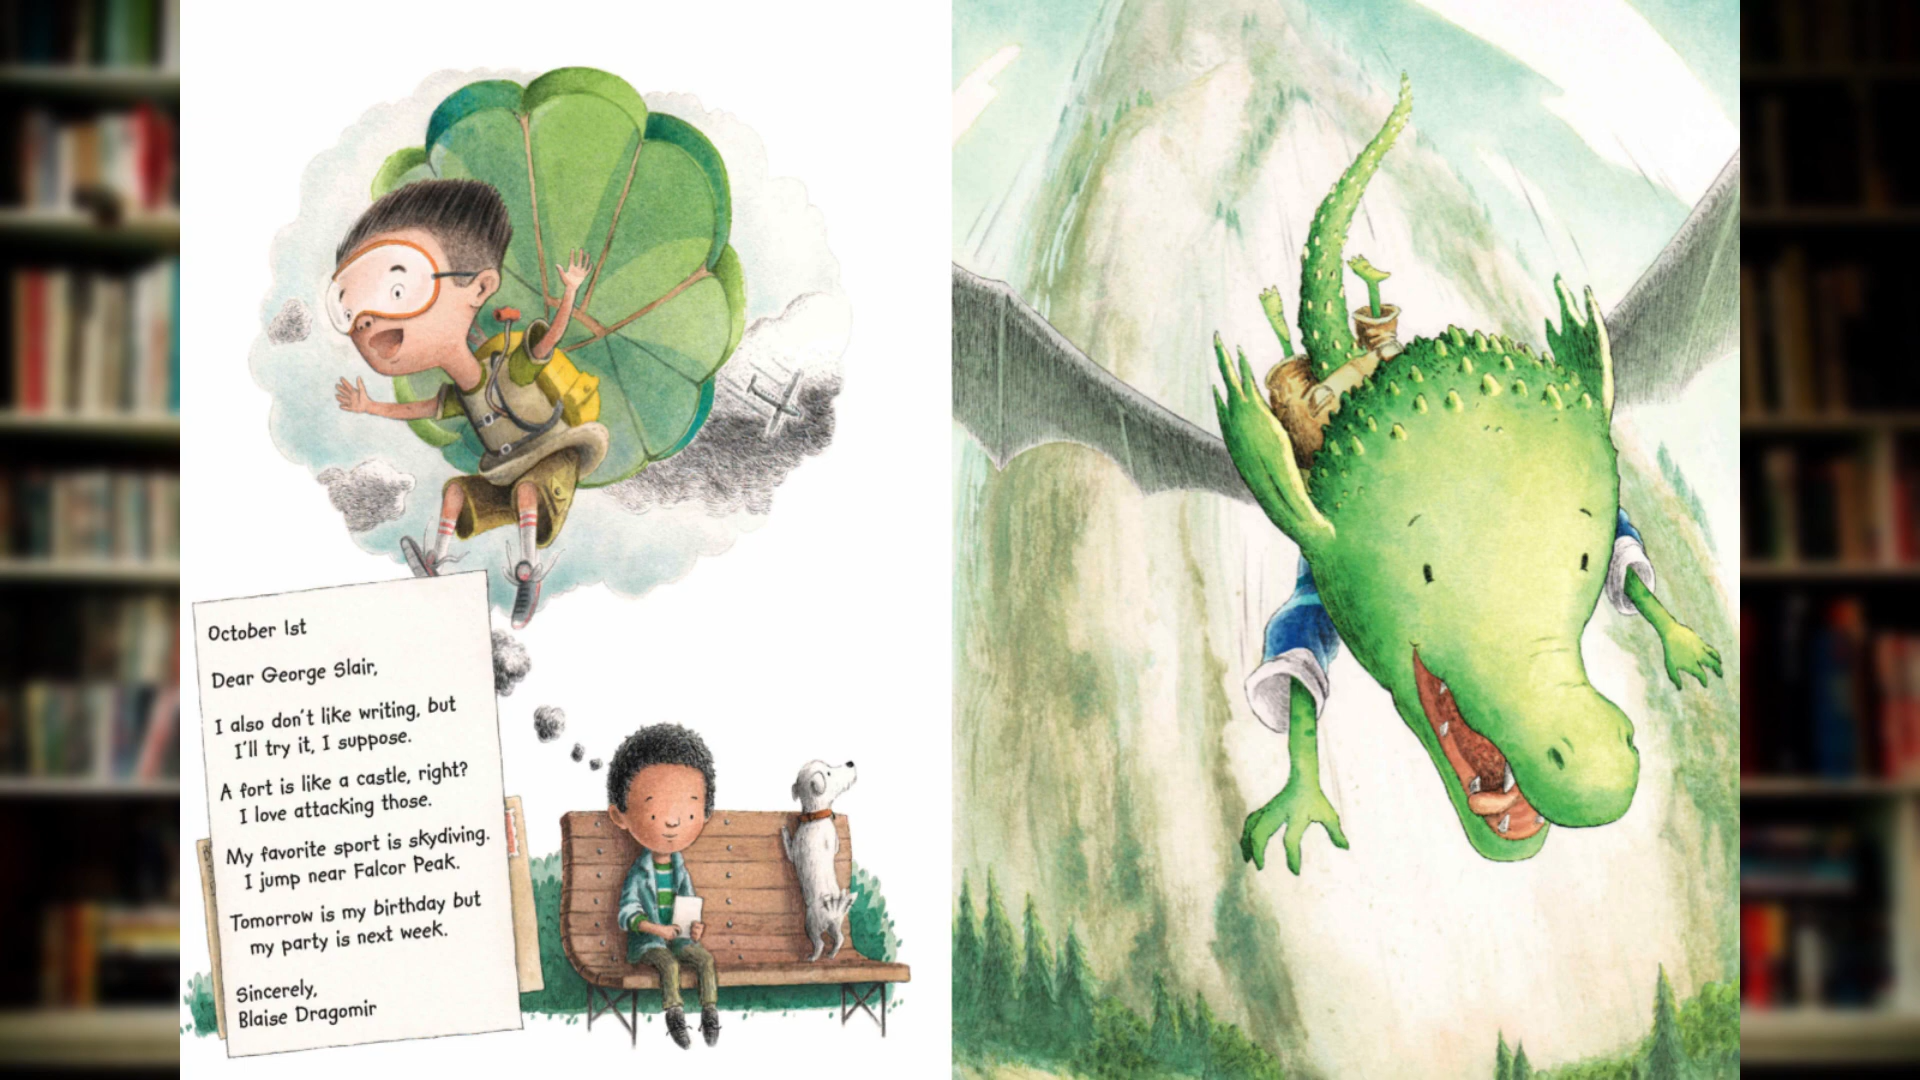 October 1st
Dear George Slair,
I also don't like writing, but
I'll try it, I suppose.
A fort is like a castle, right?
I love attacking those.
My favorite sport is skydiving.
I jump near Falcor Peak.
Tomorrow is my birthday but
my party is next week.
Sincerely,
Blaise Dragomir